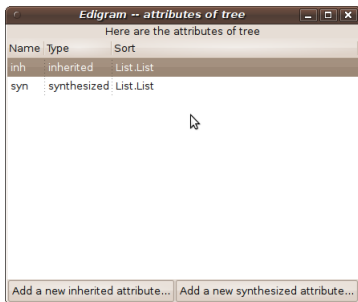 Edigram -- attributes of tree
Here are the attributes of tree
Name Type Sort
inh inherited List.List
syn synthesized List.List
Add a new inherited attribute... Add a new synthesized attribute...